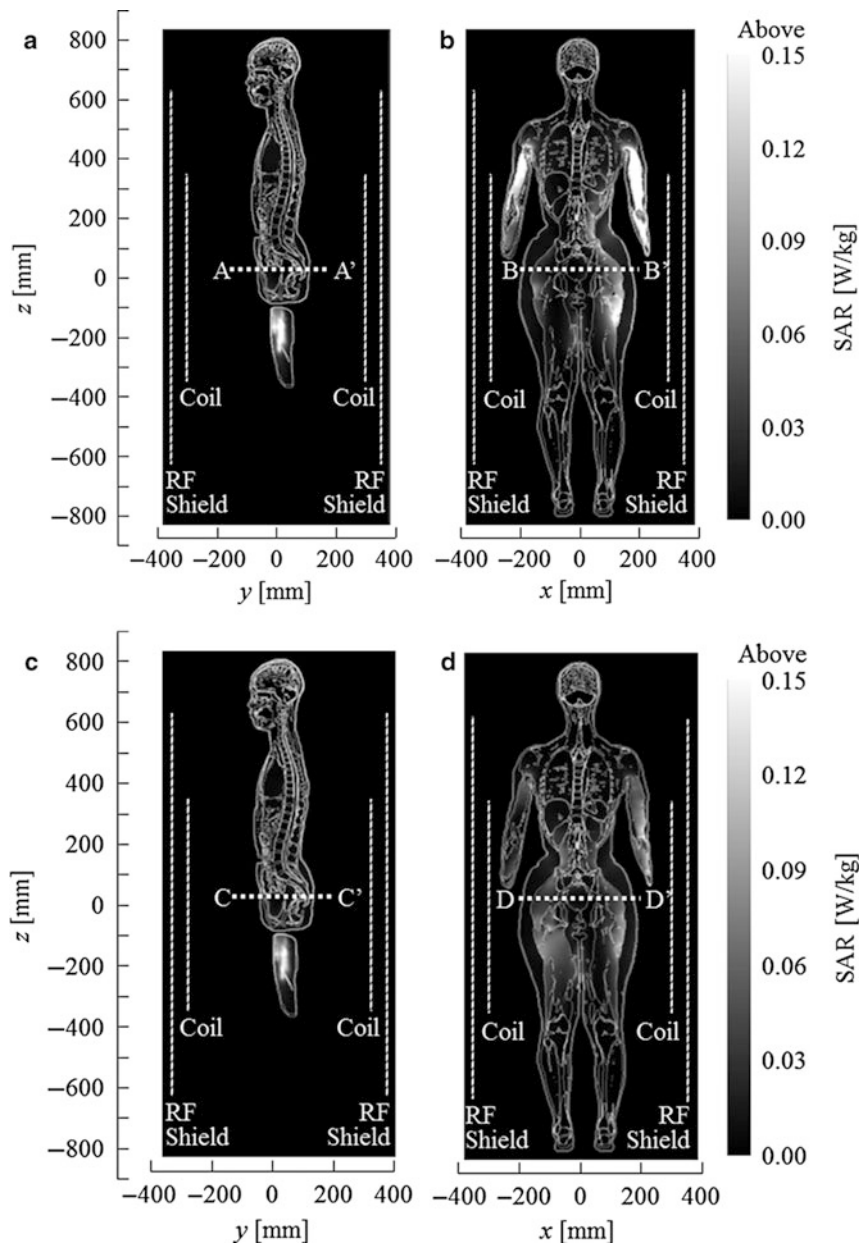 a
b
Above
800
600
400
200
0
−200
−400
−600
−800
z [mm]
A
A’
B
B’
Coil
Coil
Coil
Coil
RF
Shield
RF
Shield
RF
Shield
RF
Shield
0.15
0.12
0.09
0.06
0.03
0.00
SAR [W/kg]
−400 −200 0 200 400
−400 −200 0 200 400
y [mm]
x [mm]
c
d
Above
800
600
400
200
0
−200
−400
−600
−800
z [mm]
C
C’
D
D’
Coil
Coil
Coil
Coil
RF
Shield
RF
Shield
RF
Shield
RF
Shield
0.15
0.12
0.09
0.06
0.03
0.00
SAR [W/kg]
−400 −200 0 200 400
−400 −200 0 200 400
y [mm]
x [mm]